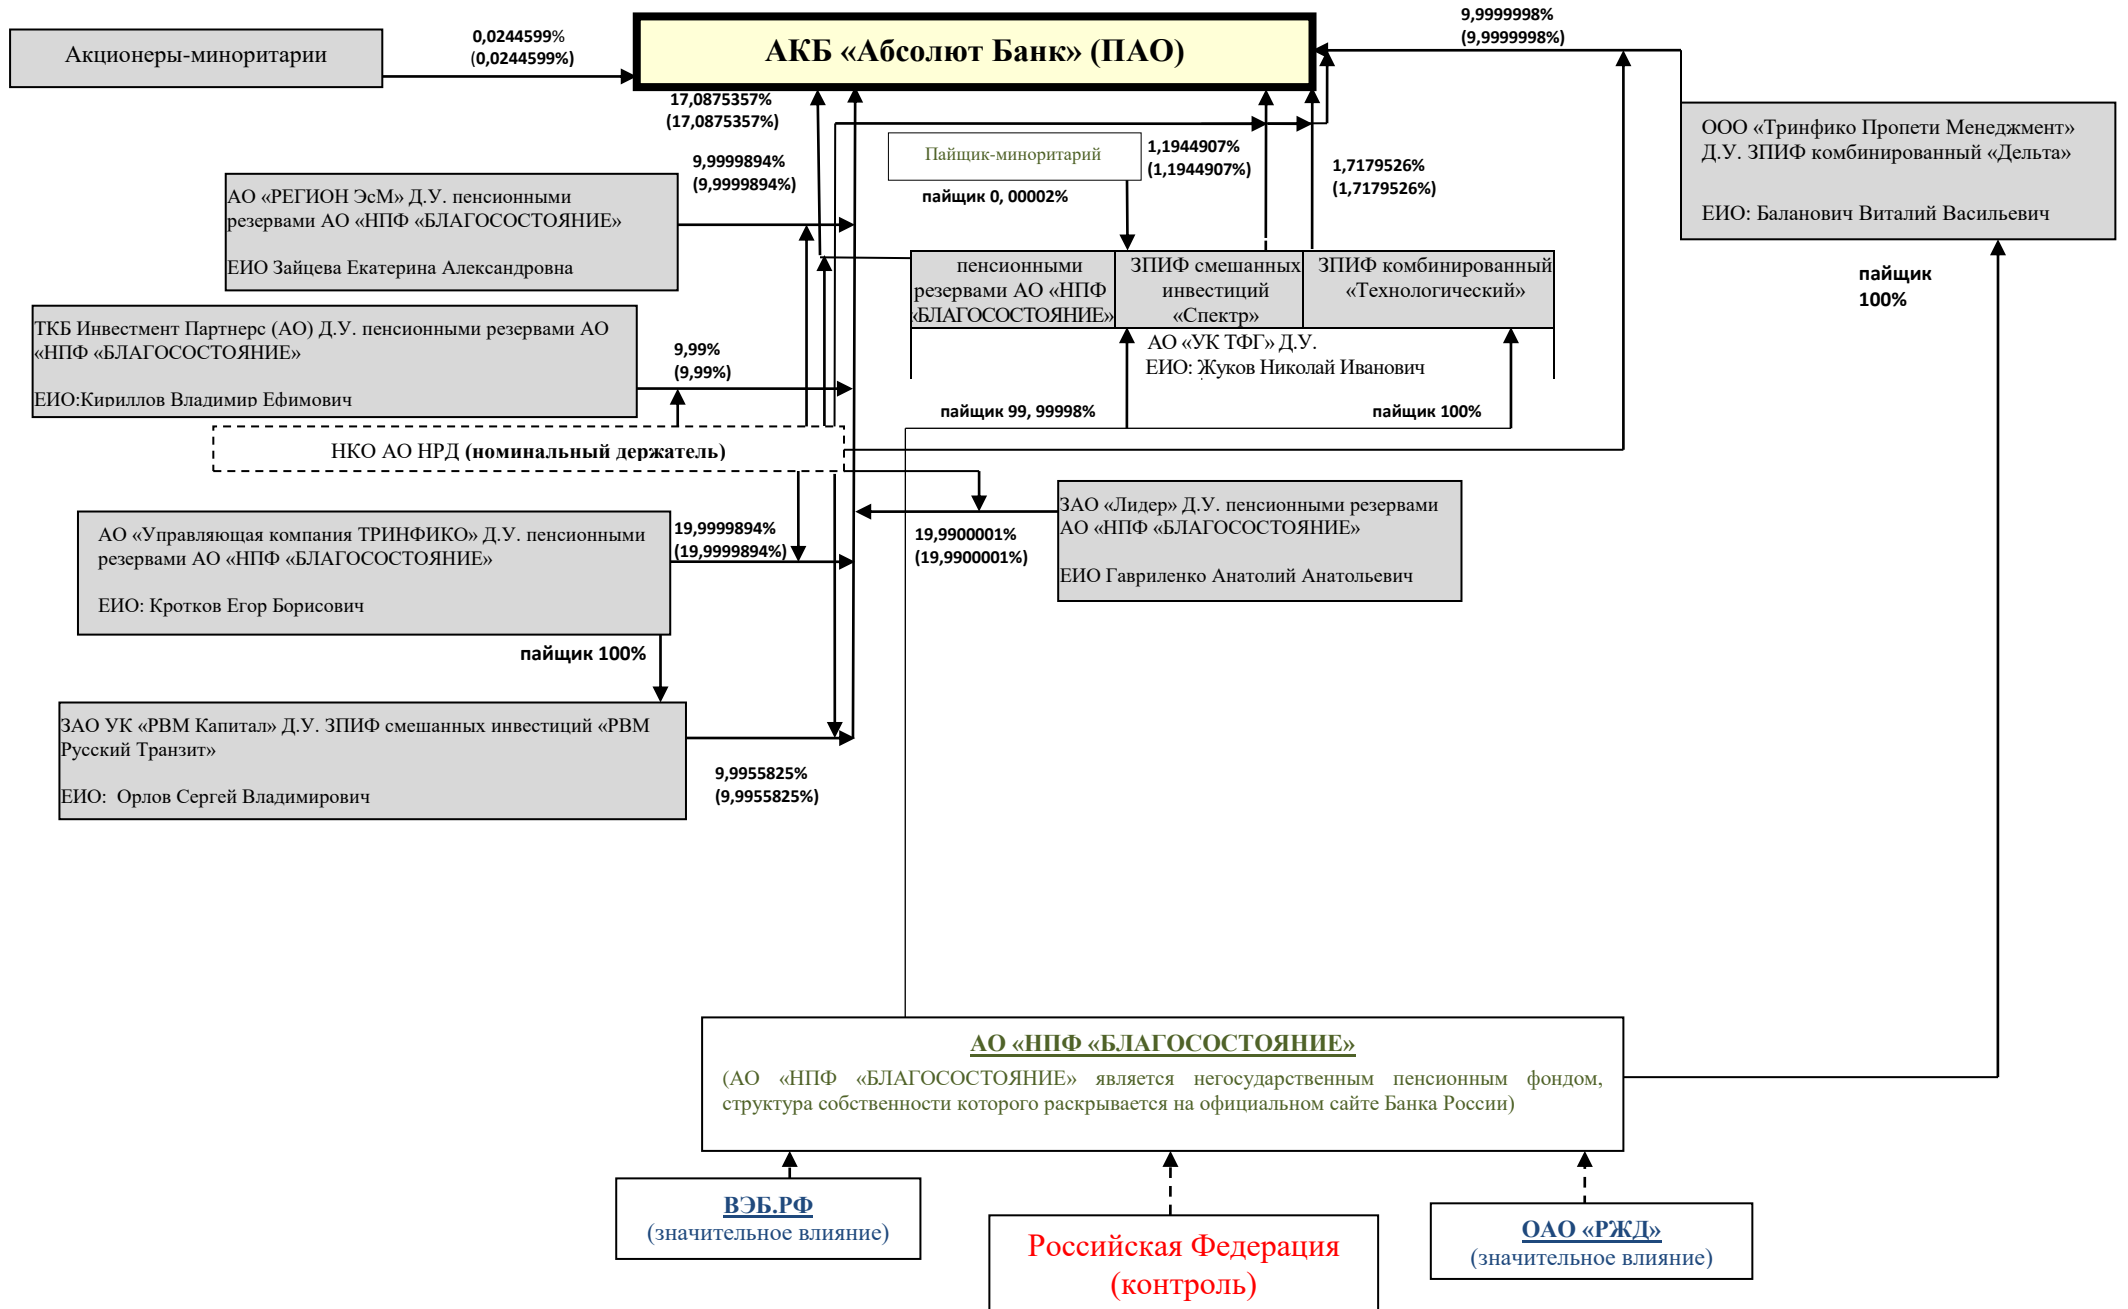 9,9999998%
(9,9999998%)
0,0244599%
(0,0244599%)
Акционеры-миноритарии
АКБ «Абсолют Банк» (ПАО)
17,0875357%
(17,0875357%)
9,9999894%
(9,9999894%)
Пайщик-миноритарий
пайщик 0, 00002%
1,1944907%
(1,1944907%)
1,7179526%
(1,7179526%)
ООО «Тринфико Пропети Менеджмент»
Д.У. ЗПИФ комбинированный «Дельта»
ЕИО: Баланович Виталий Васильевич
пайщик
100%
АО «РЕГИОН ЭсМ» Д.У. пенсионными
резервами АО «НПФ «БЛАГОСОСТОЯНИЕ»
ЕИО Зайцева Екатерина Александровна
пенсионными
резервами АО «НПФ
«БЛАГОСОСТОЯНИЕ»
ЗПИФ смешанных
инвестиций
«Спектр»
ЗПИФ комбинированный
«Технологический»
АО «УК ТФГ» Д.У.
ЕИО: Жуков Николай Иванович
ТКБ Инвестмент Партнерс (АО) Д.У. пенсионными резервами АО
«НПФ «БЛАГОСОСТОЯНИЕ»
ЕИО:Кириллов Владимир Ефимович
9,99%
(9,99%)
пайщик 99, 99998%
пайщик 100%
НКО АО НРД (номинальный держатель)
АО «Управляющая компания ТРИНФИКО» Д.У. пенсионными
резервами АО «НПФ «БЛАГОСОСТОЯНИЕ»
ЕИО: Кротков Егор Борисович
19,9999894%
(19,9999894%)
19,9900001%
(19,9900001%)
ЗАО «Лидер» Д.У. пенсионными резервами
АО «НПФ «БЛАГОСОСТОЯНИЕ»
ЕИО Гавриленко Анатолий Анатольевич
пайщик 100%
ЗАО УК «РВМ Капитал» Д.У. ЗПИФ смешанных инвестиций «РВМ
Русский Транзит»
ЕИО: Орлов Сергей Владимирович
9,9955825%
(9,9955825%)
АО «НПФ «БЛАГОСОСТОЯНИЕ»
(АО «НПФ «БЛАГОСОСТОЯНИЕ» является негосударственным пенсионным фондом,
структура собственности которого раскрывается на официальном сайте Банка России)
ВЭБ.РФ
(значительное влияние)
Российская Федерация
(контроль)
ОАО «РЖД»
(значительное влияние)